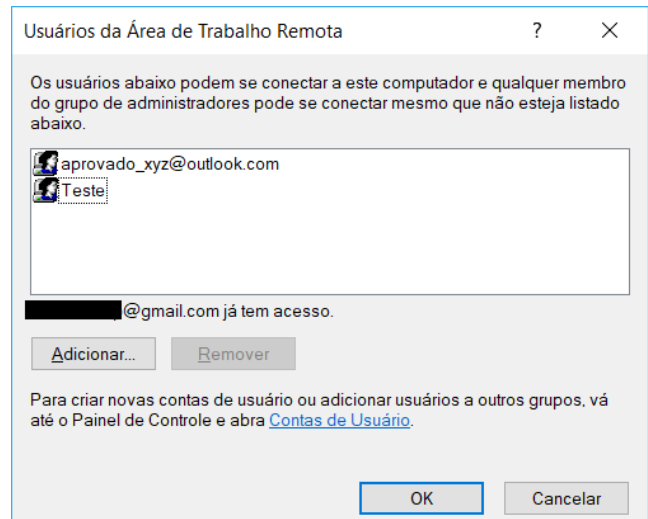 Usuários da Área de Trabalho Remota
?
Os usuários abaixo podem se conectar a este computador e qualquer membro
do grupo de administradores pode se conectar mesmo que não esteja listado
abaixo.
aprovado_xyz@outlook.com
Teste
@gmail.com já tem acesso.
Adicionar...
Remover
Para criar novas contas de usuário ou adicionar usuários a outros grupos, vá
até o Painel de Controle e abra Contas de Usuário.
OK
Cancelar